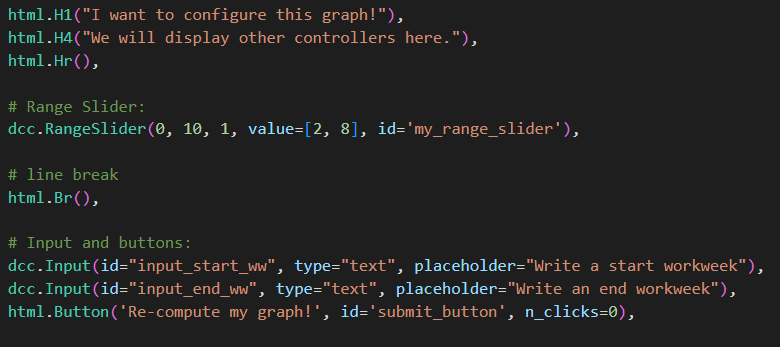 html.H1("I want to configure this graph!"),
html.H4("We will display other controllers here."),
html.Hr(),
# Range Slider:
dcc.RangeSlider(0, 10, 1, value=[2, 8], id='my_range_slider'),
# line break
html.Br(),
# Input and buttons:
dcc.Input(id="input_start_ww", type="text", placeholder="Write a start workweek"),
dcc.Input(id="input_end_ww", type="text", placeholder="Write an end workweek"),
html.Button('Re-compute my graph!', id='submit_button', n_clicks=0),